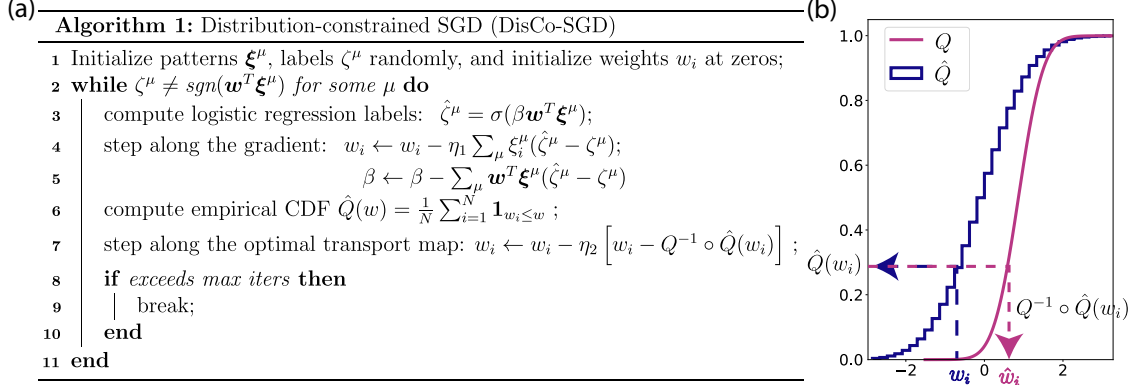 (a)
Algorithm 1: Distribution-constrained SGD (DisCo-SGD)
1 Initialize patterns ξ^μ, labels ζ^μ randomly, and initialize weights w_i at zeros;
2 while ζ^μ ≠ sgn(w^T ξ^μ) for some μ do
3 compute logistic regression labels: ζ̂^μ = σ(βw^T ξ^μ);
4 step along the gradient: w_i ← w_i − η_1 ∑_μ ξ_i^μ(ζ̂^μ − ζ^μ);
5 β ← β − ∑_μ w^T ξ^μ(ζ̂^μ − ζ^μ)
6 compute empirical CDF Q̂(w) = 1/N ∑_{i=1}^N 1_{w_i≤w} ;
7 step along the optimal transport map: w_i ← w_i − η_2 [w_i − Q^{−1} ∘ Q̂(w_i)] ;
8 if exceeds max iters then
9 break;
10 end
11 end
(b)
Q
Q̂
1.0
0.8
0.6
0.4
Q̂(w_i)
0.2
Q^{−1} ∘ Q̂(w_i)
0.0
−2 0 2
w_i ŵ_i